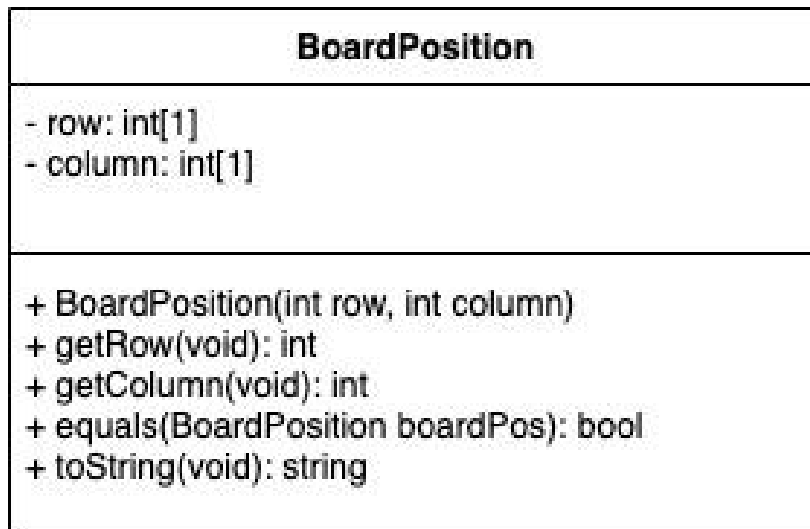 BoardPosition
- row: int[1]
- column: int[1]
+ BoardPosition(int row, int column)
+ getRow(void): int
+ getColumn(void): int
+ equals(BoardPosition boardPos): bool
+ toString(void): string